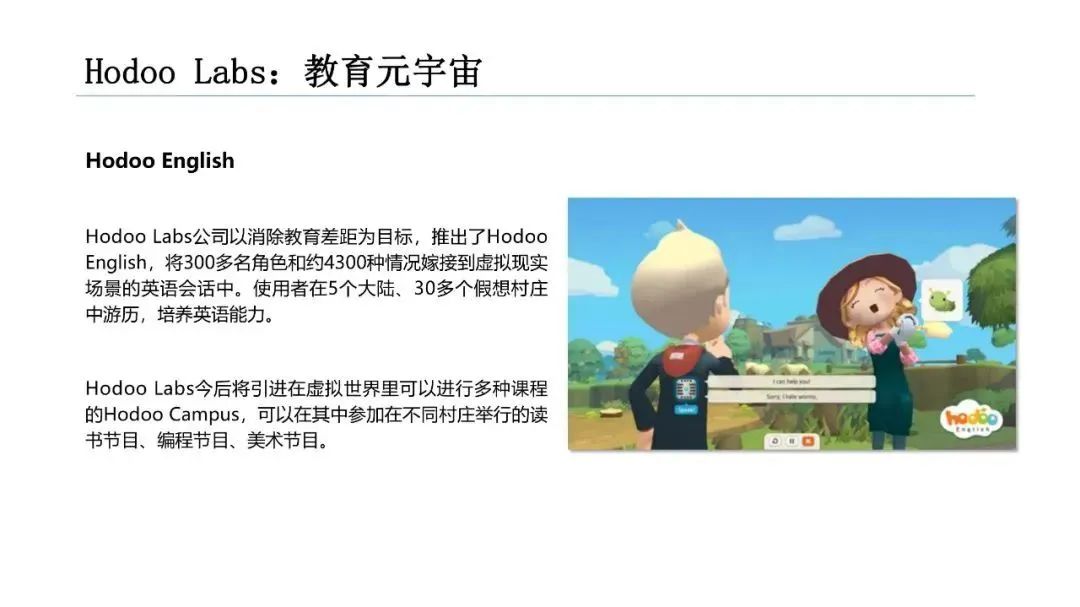 Hodoo Labs：教育元宇宙
Hodoo English
Hodoo Labs公司以消除教育差距为目标，推出了Hodoo
English，将300多名角色和约4300种情况嫁接到虚拟现实
场景的英语会话中。使用者在5个大陆、30多个假想村庄
中游历，培养英语能力。
Hodoo Labs今后将引进在虚拟世界里可以进行多种课程
的Hodoo Campus，可以在其中参加在不同村庄举行的读
书节目、编程节目、美术节目。
I can help you!
Sorry, I hate worms.
Speak!
hodoo
English